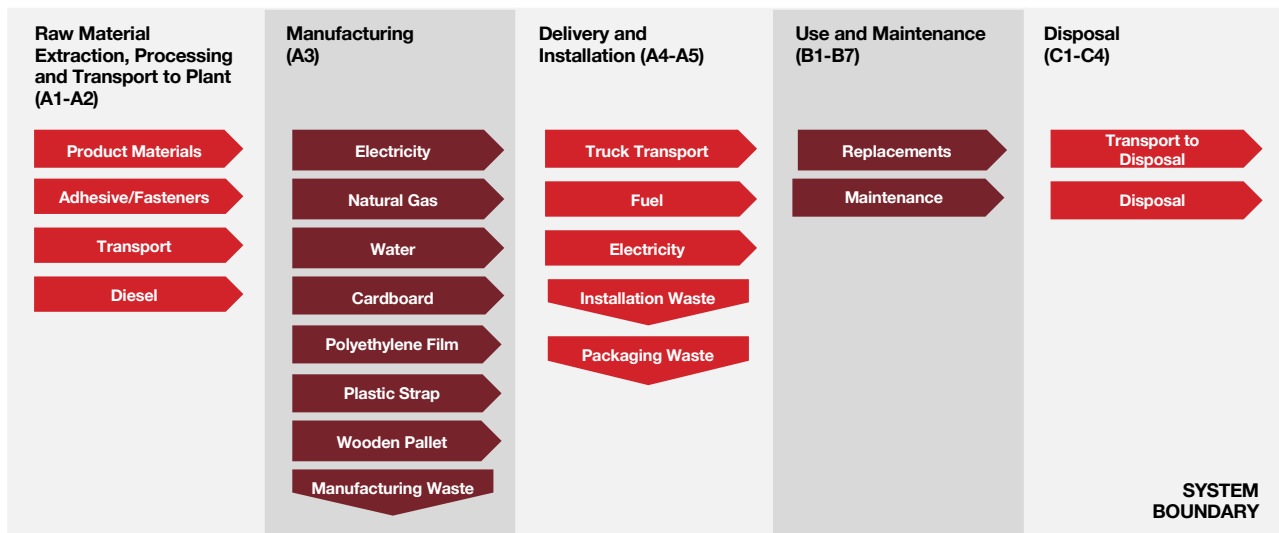 Raw Material
Extraction, Processing
and Transport to Plant
(A1-A2)
Product Materials
Adhesive/Fasteners
Transport
Diesel
Manufacturing
(A3)
Electricity
Natural Gas
Water
Cardboard
Polyethylene Film
Plastic Strap
Wooden Pallet
Manufacturing Waste
Delivery and
Installation (A4-A5)
Truck Transport
Fuel
Electricity
Installation Waste
Packaging Waste
Use and Maintenance
(B1-B7)
Replacements
Maintenance
Disposal
(C1-C4)
Transport to
Disposal
Disposal
SYSTEM
BOUNDARY